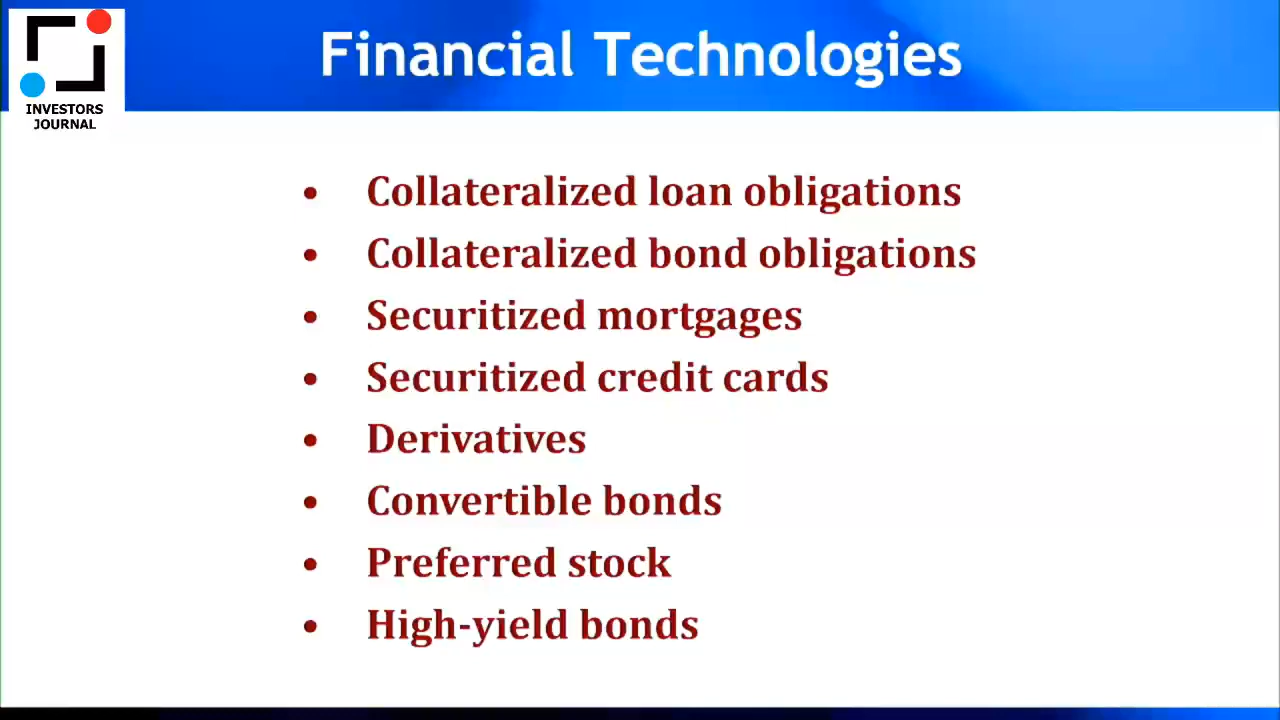 Financial Technologies
INVESTORS
JOURNAL
• Collateralized loan obligations
• Collateralized bond obligations
• Securitized mortgages
• Securitized credit cards
• Derivatives
• Convertible bonds
• Preferred stock
• High-yield bonds